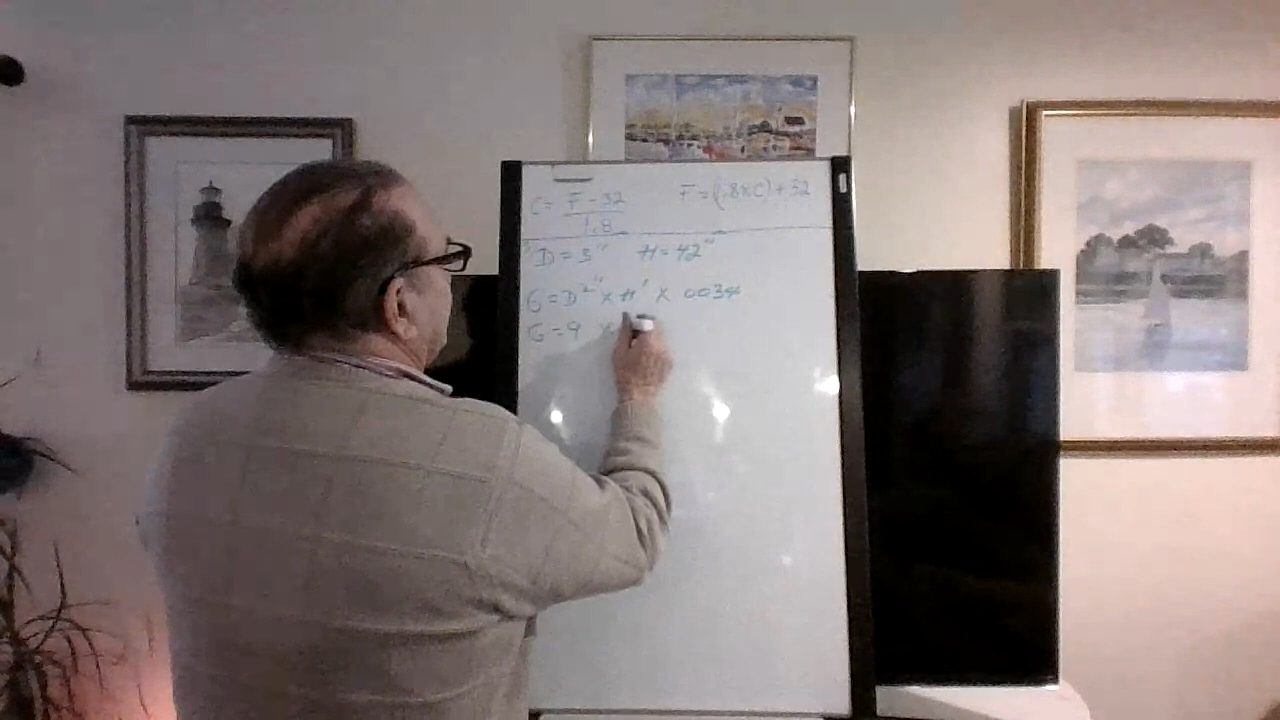 C = F - 32 / 1.8 F = (1.8 x C) + 32
D = 3" H = 42"
G = D²" x H" x .0034
G = 9 x